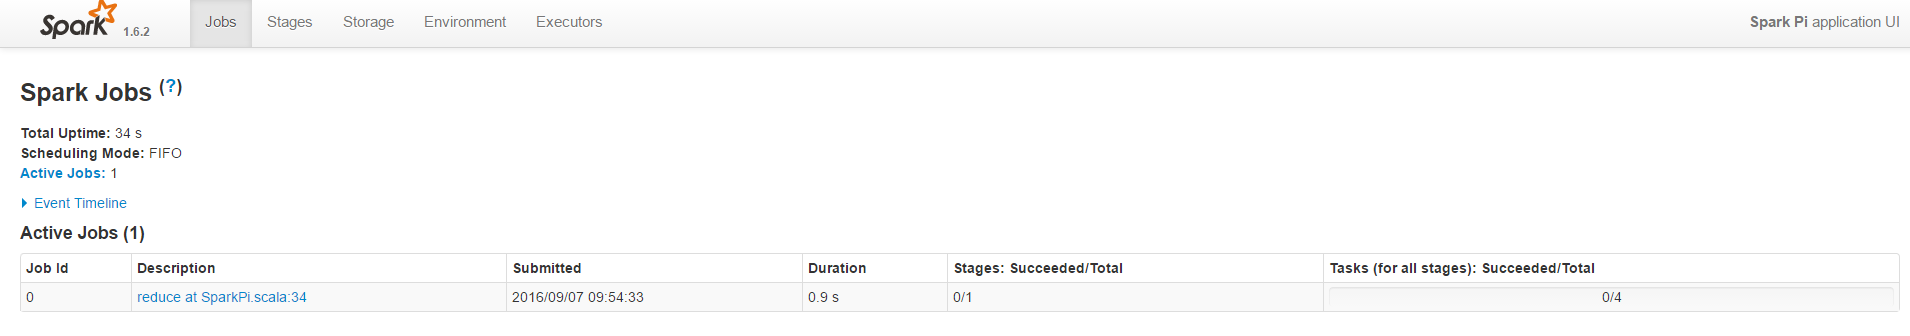 Spark 1.6.2 Jobs Stages Storage Environment Executors Spark Pi application UI
Spark Jobs (?)
Total Uptime: 34 s
Scheduling Mode: FIFO
Active Jobs: 1
Event Timeline
Active Jobs (1)
Job Id Description Submitted Duration Stages: Succeeded/Total Tasks (for all stages): Succeeded/Total
0 reduce at SparkPi.scala:34 2016/09/07 09:54:33 0.9 s 0/1 0/4